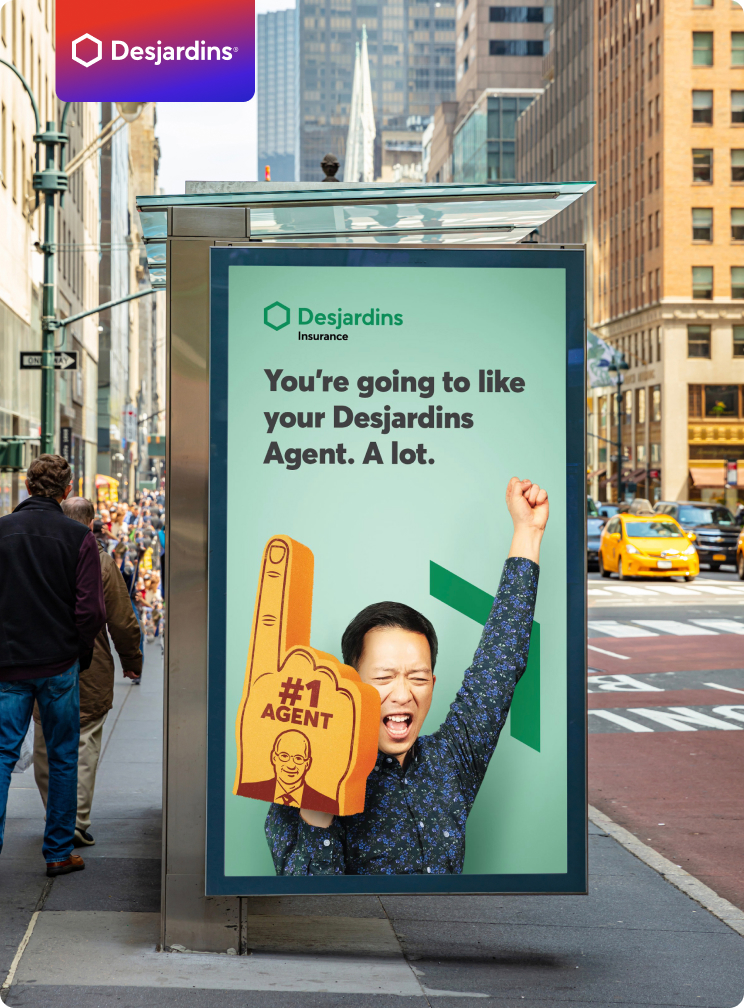 Desjardins®
Desjardins
Insurance
You're going to like
your Desjardins
Agent. A lot.
#1
AGENT
ONE WAY